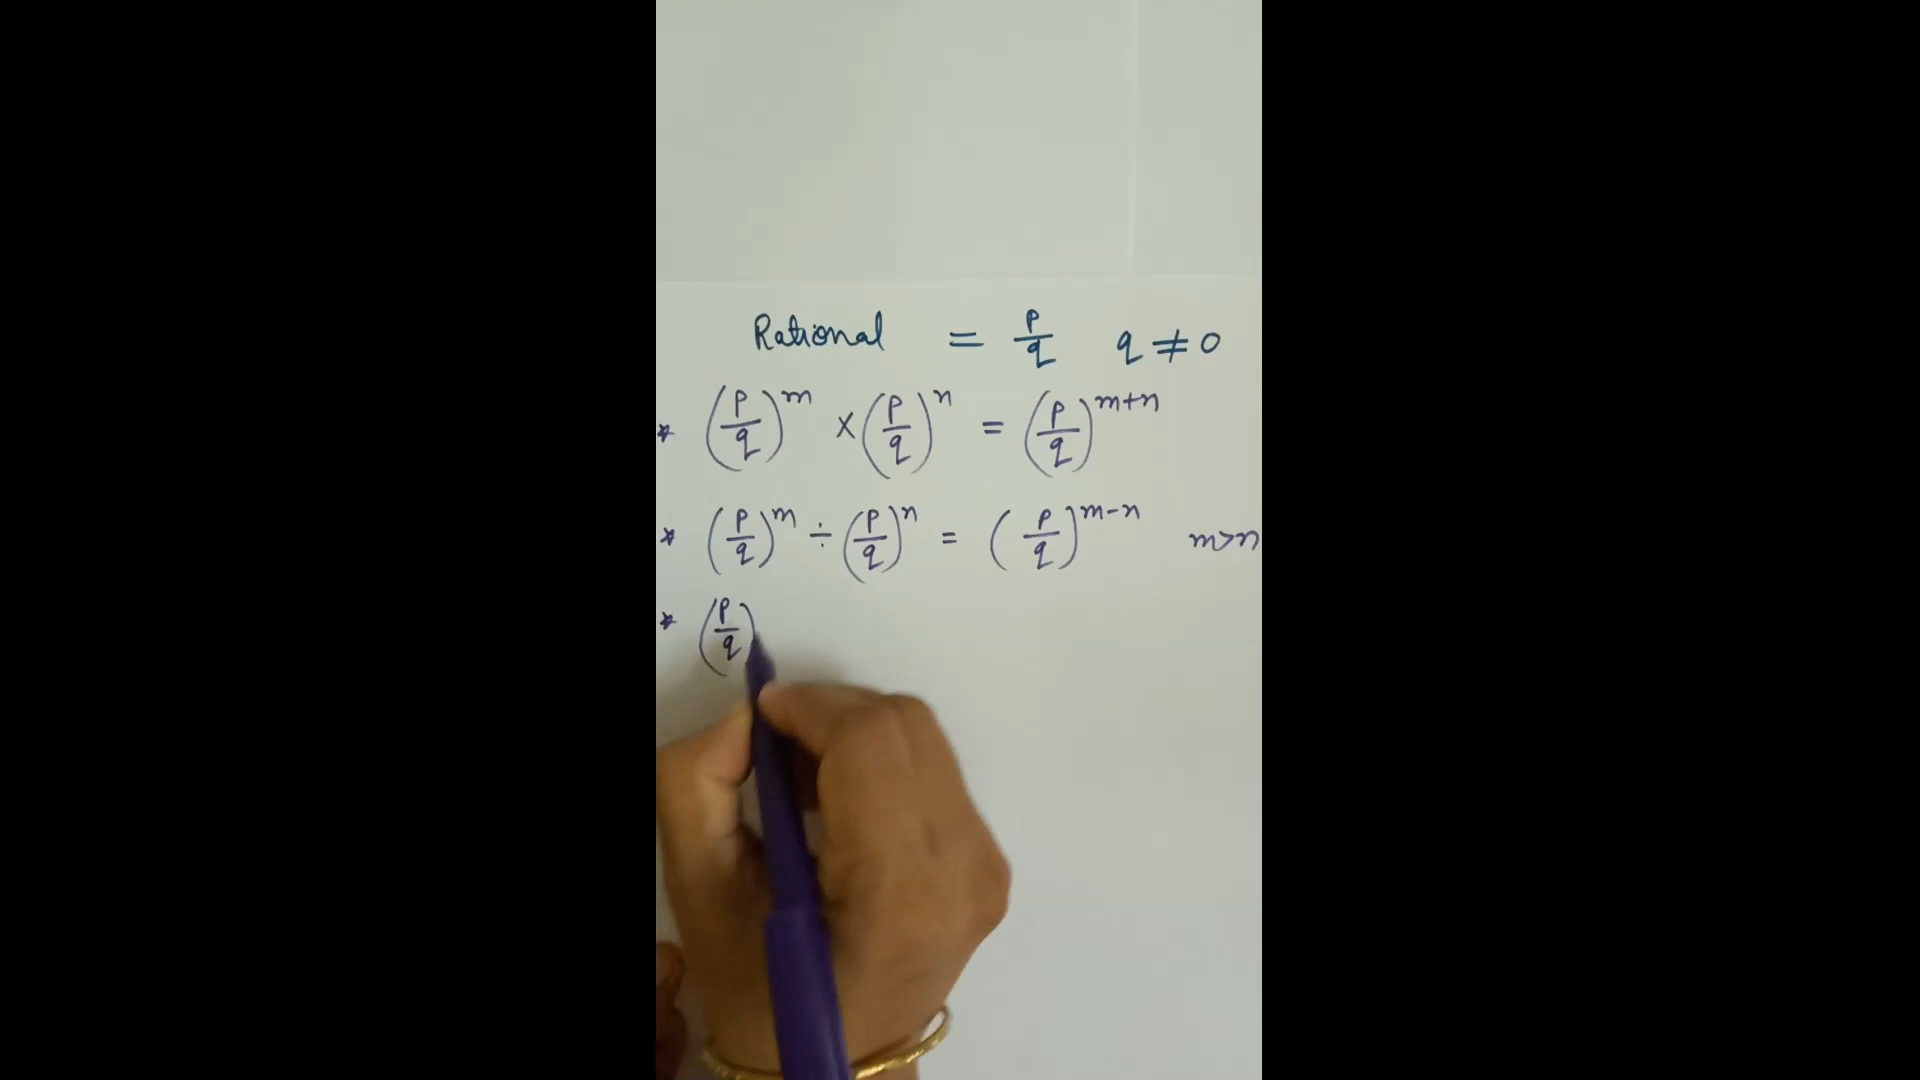 Rational = p/q q ≠ 0
* (p/q)^m × (p/q)^n = (p/q)^m+n
* (p/q)^m ÷ (p/q)^n = (p/q)^m-n m>n
* (p/q)